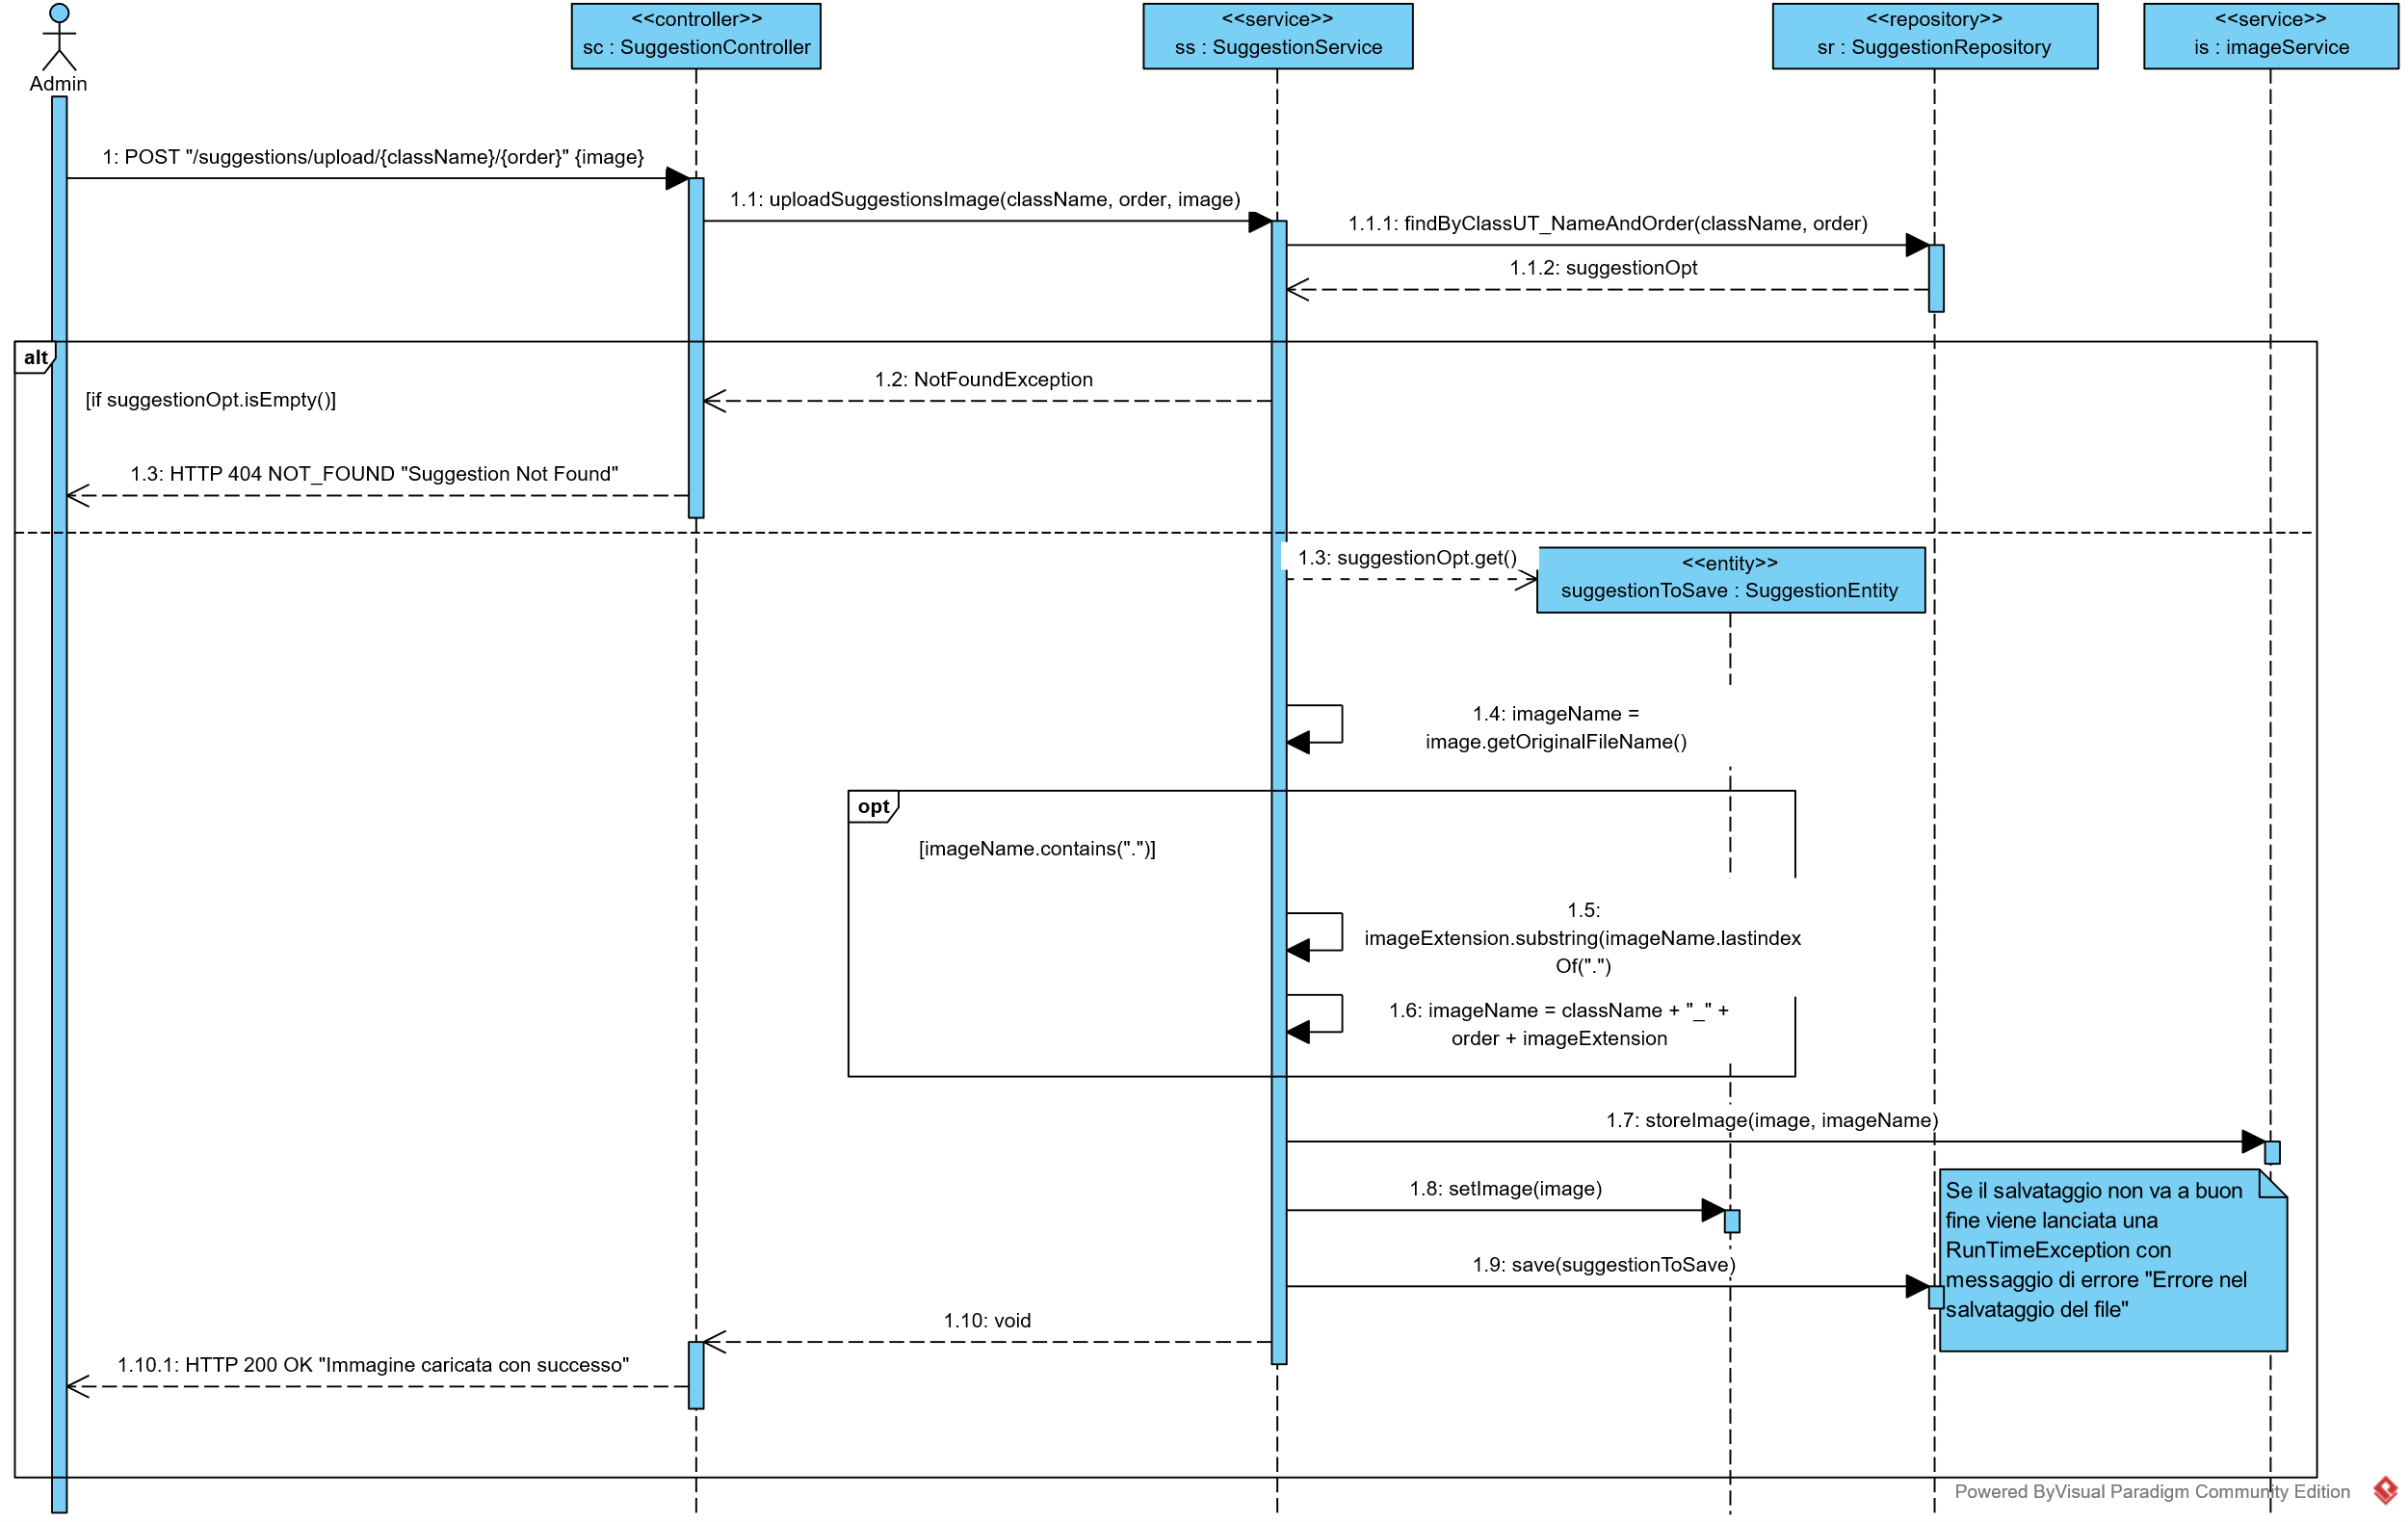 Admin
<<controller>>
sc : SuggestionController
<<service>>
ss : SuggestionService
<<repository>>
sr : SuggestionRepository
<<service>>
is : imageService
1: POST "/suggestions/upload/{className}/{order}" {image}
1.1: uploadSuggestionsImage(className, order, image)
1.1.1: findByClassUT_NameAndOrder(className, order)
1.1.2: suggestionOpt
alt
1.2: NotFoundException
[if suggestionOpt.isEmpty()]
1.3: HTTP 404 NOT_FOUND "Suggestion Not Found"
1.3: suggestionOpt.get()
<<entity>>
suggestionToSave : SuggestionEntity
1.4: imageName =
image.getOriginalFileName()
opt
[imageName.contains(".")]
1.5:
imageExtension.substring(imageName.lastindex
Of(".")
1.6: imageName = className + "_" +
order + imageExtension
1.7: storeImage(image, imageName)
1.8: setImage(image)
Se il salvataggio non va a buon
fine viene lanciata una
RunTimeException con
messaggio di errore "Errore nel
salvataggio del file"
1.9: save(suggestionToSave)
1.10: void
1.10.1: HTTP 200 OK "Immagine caricata con successo"
Powered ByVisual Paradigm Community Edition